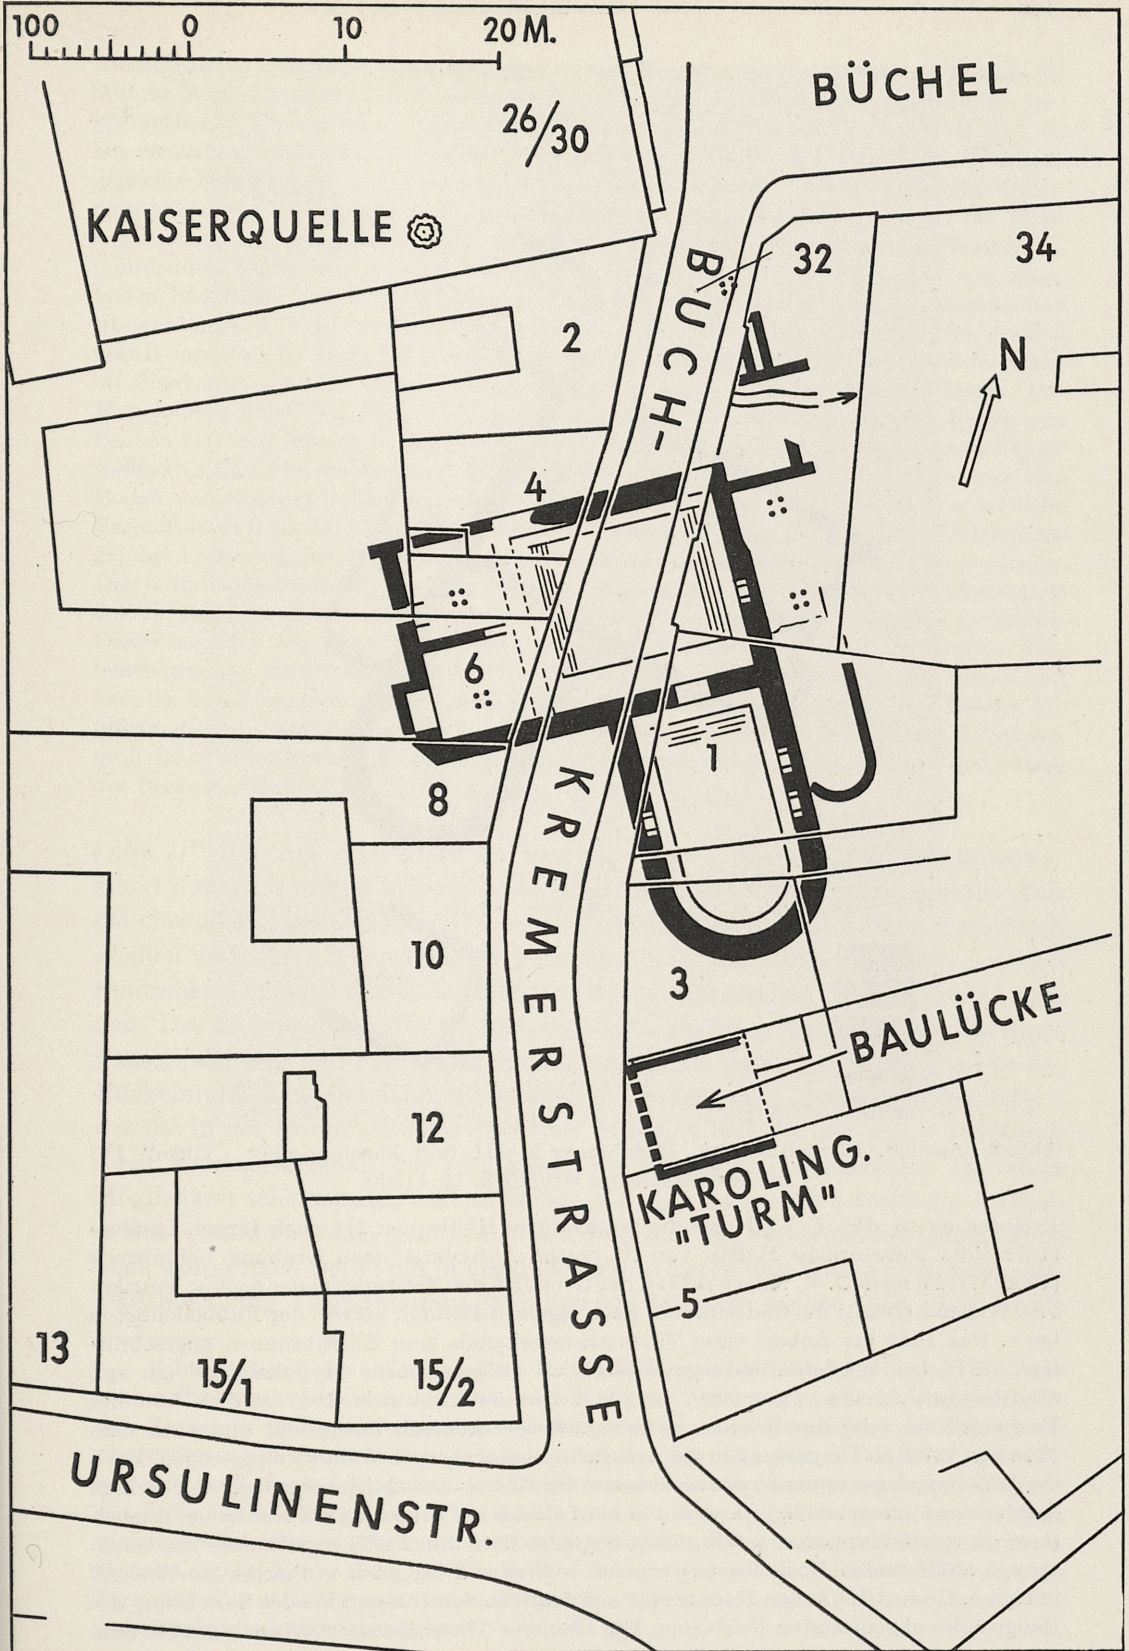 100 0 10 20 M.
BÜCHEL
26/30
KAISERQUELLE
32
34
2
N
BUCH-
4
6
1
8
KREMERSTRASSE
10
3
BAULÜCKE
12
KAROLING.
"TURM"
5
13
15/1
15/2
URSULINENSTR.